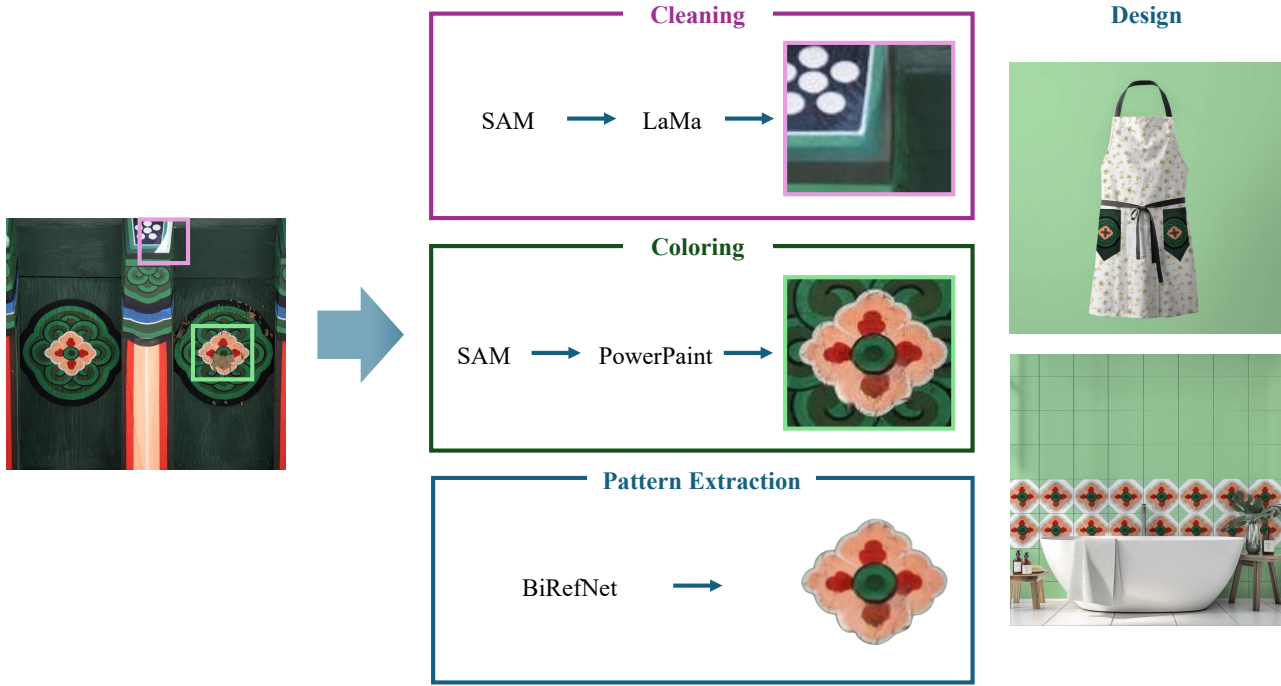 Cleaning
SAM
LaMa
Coloring
SAM
PowerPaint
Pattern Extraction
BiRefNet
Design